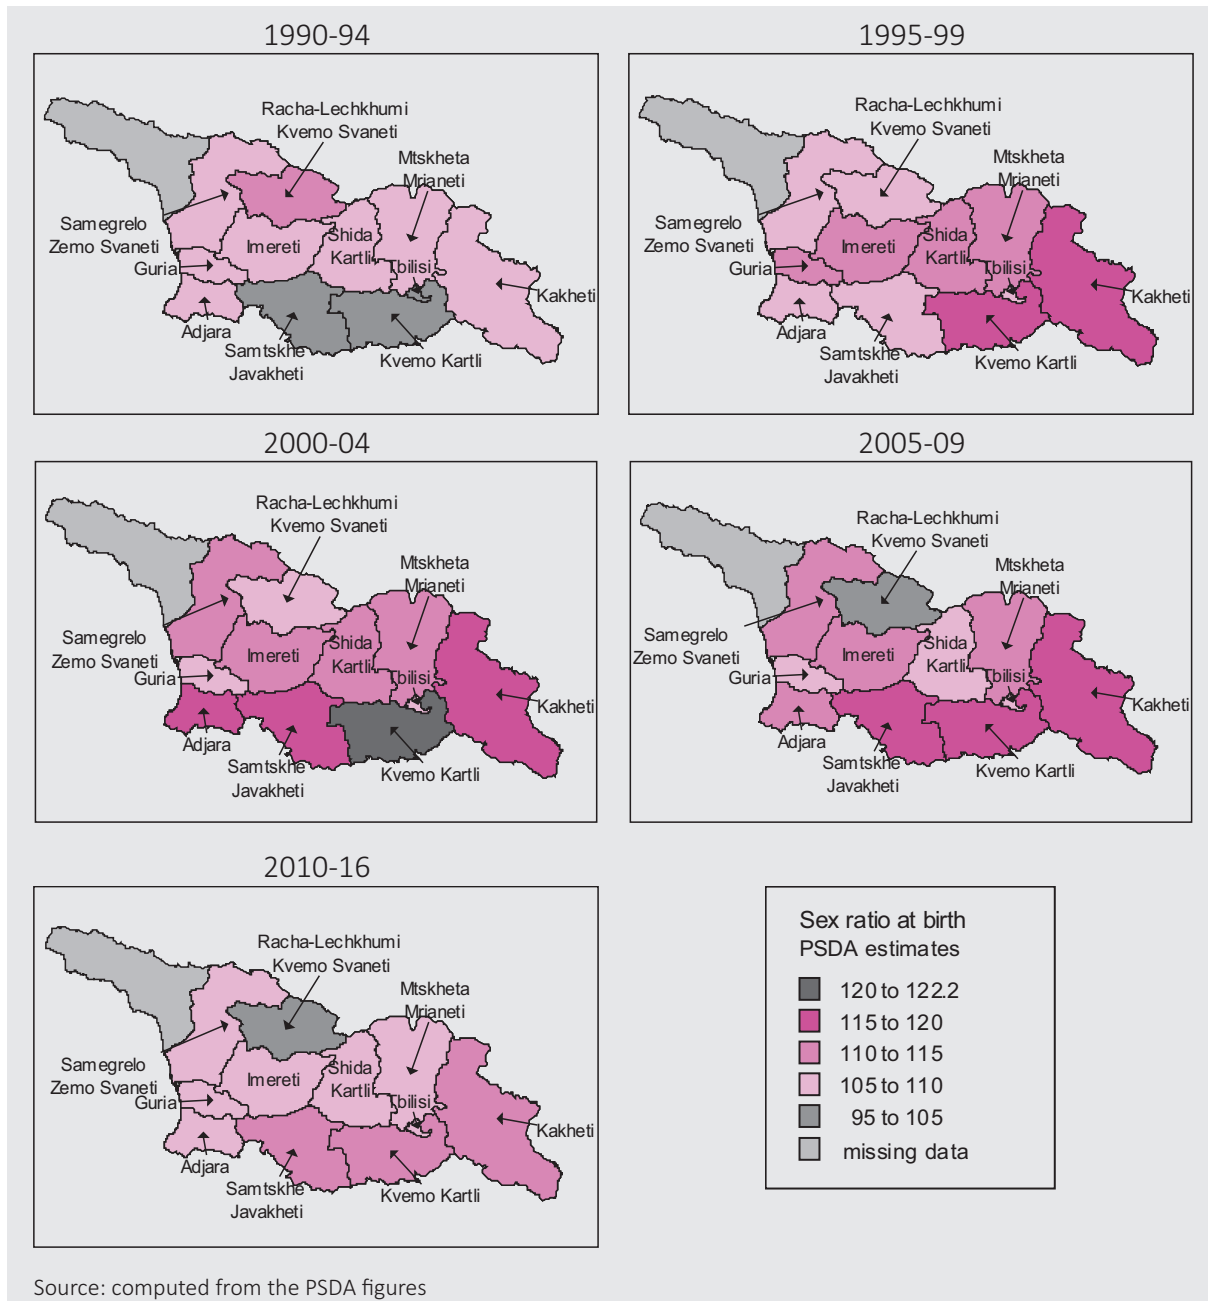 1990-94
Racha-Lechkhumi
Kvemo Svaneti
Mtskheta
Mrianeti
Samegrelo
Zemo Svaneti
Imereti
Shida
Kartli
Tbilisi
Guria
Kakheti
Adjara
Samtskhe
Javakheti
Kvemo Kartli
1995-99
Racha-Lechkhumi
Kvemo Svaneti
Mtskheta
Mrianeti
Samegrelo
Zemo Svaneti
Imereti
Shida
Kartli
Tbilisi
Guria
Kakheti
Adjara
Samtskhe
Javakheti
Kvemo Kartli
2000-04
Racha-Lechkhumi
Kvemo Svaneti
Mtskheta
Mrianeti
Samegrelo
Zemo Svaneti
Imereti
Shida
Kartli
Tbilisi
Guria
Kakheti
Adjara
Samtskhe
Javakheti
Kvemo Kartli
2005-09
Racha-Lechkhumi
Kvemo Svaneti
Mtskheta
Mrianeti
Samegrelo
Zemo Svaneti
Imereti
Shida
Kartli
Tbilisi
Guria
Kakheti
Adjara
Samtskhe
Javakheti
Kvemo Kartli
2010-16
Racha-Lechkhumi
Kvemo Svaneti
Mtskheta
Mrianeti
Samegrelo
Zemo Svaneti
Imereti
Shida
Kartli
Tbilisi
Guria
Kakheti
Adjara
Samtskhe
Javakheti
Kvemo Kartli
Sex ratio at birth
PSDA estimates
120 to 122.2
115 to 120
110 to 115
105 to 110
95 to 105
missing data
Source: computed from the PSDA figures